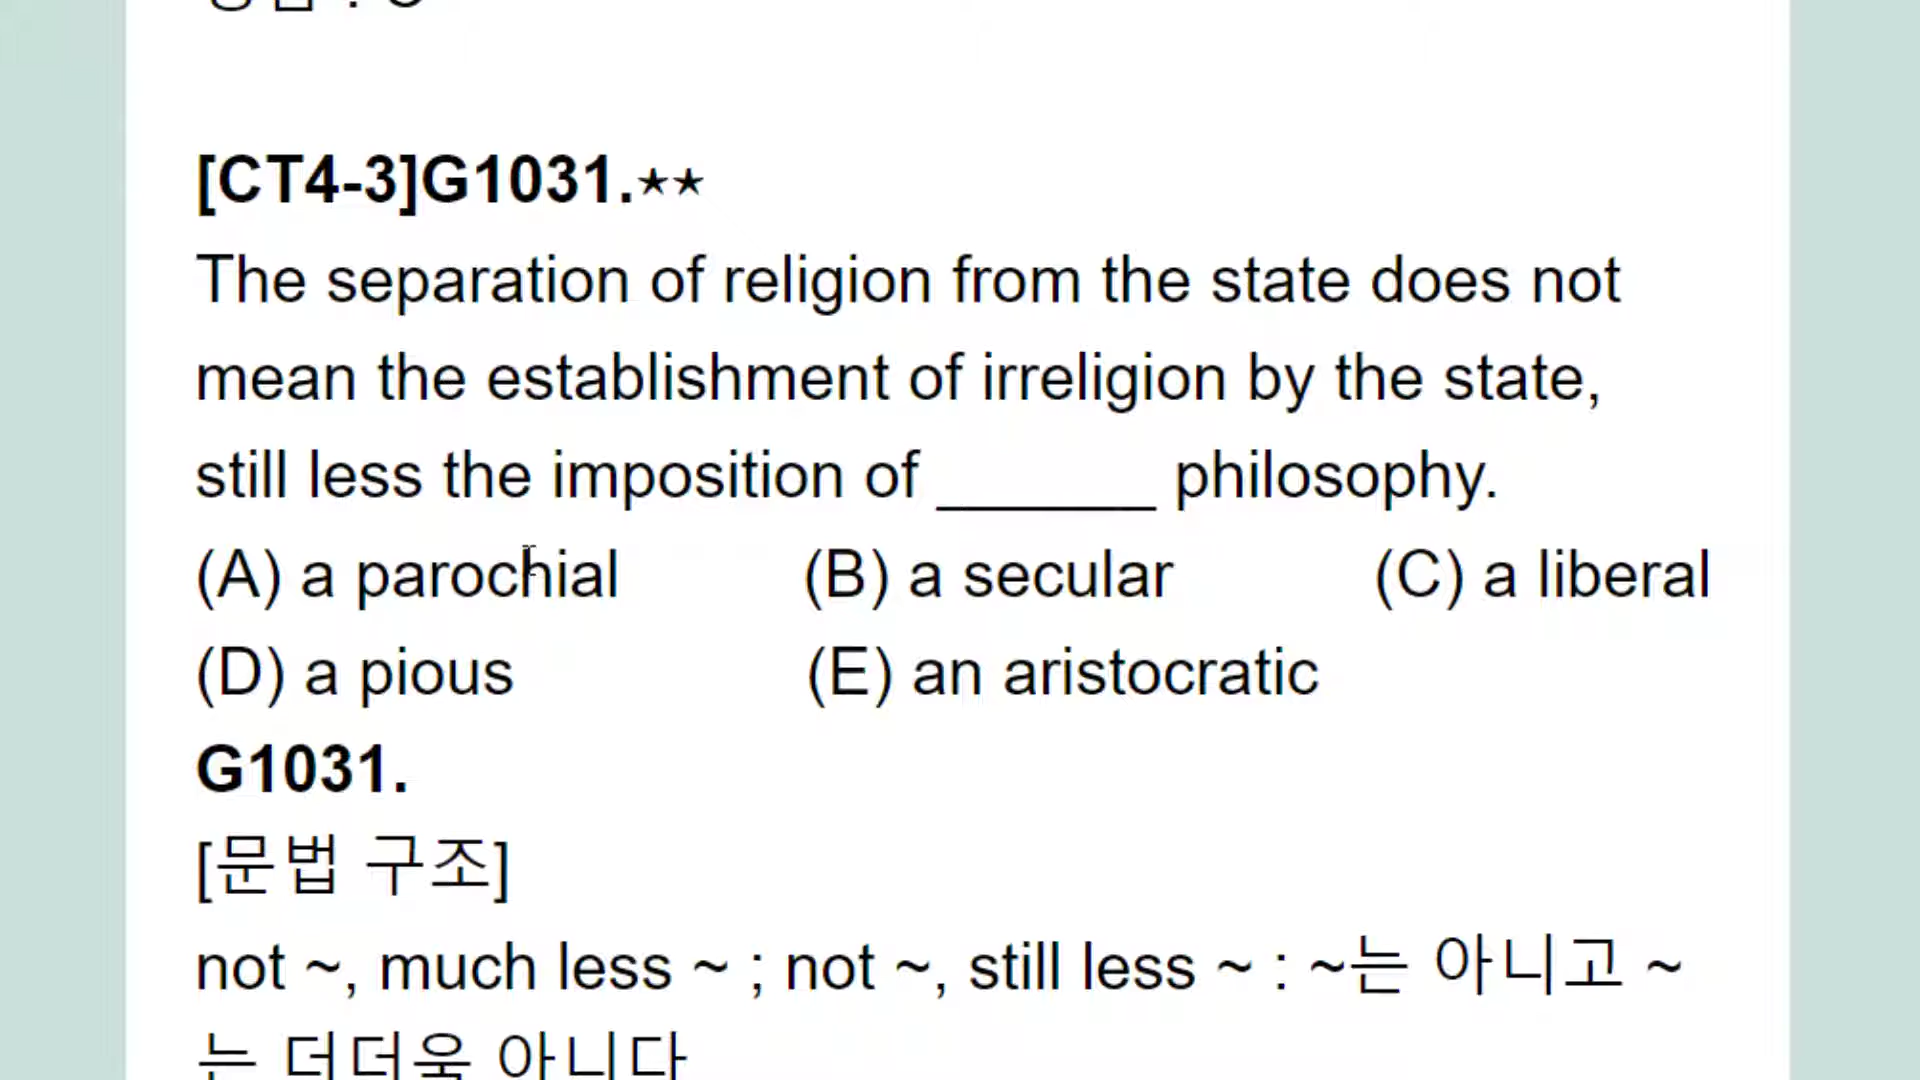 [CT4-3]G1031.★★
The separation of religion from the state does not
mean the establishment of irreligion by the state,
still less the imposition of ______ philosophy.
(A) a parochial (B) a secular (C) a liberal
(D) a pious (E) an aristocratic
G1031.
[문법 구조]
not ~, much less ~ ; not ~, still less ~ : ~는 아니고 ~
는 더더욱 아니다